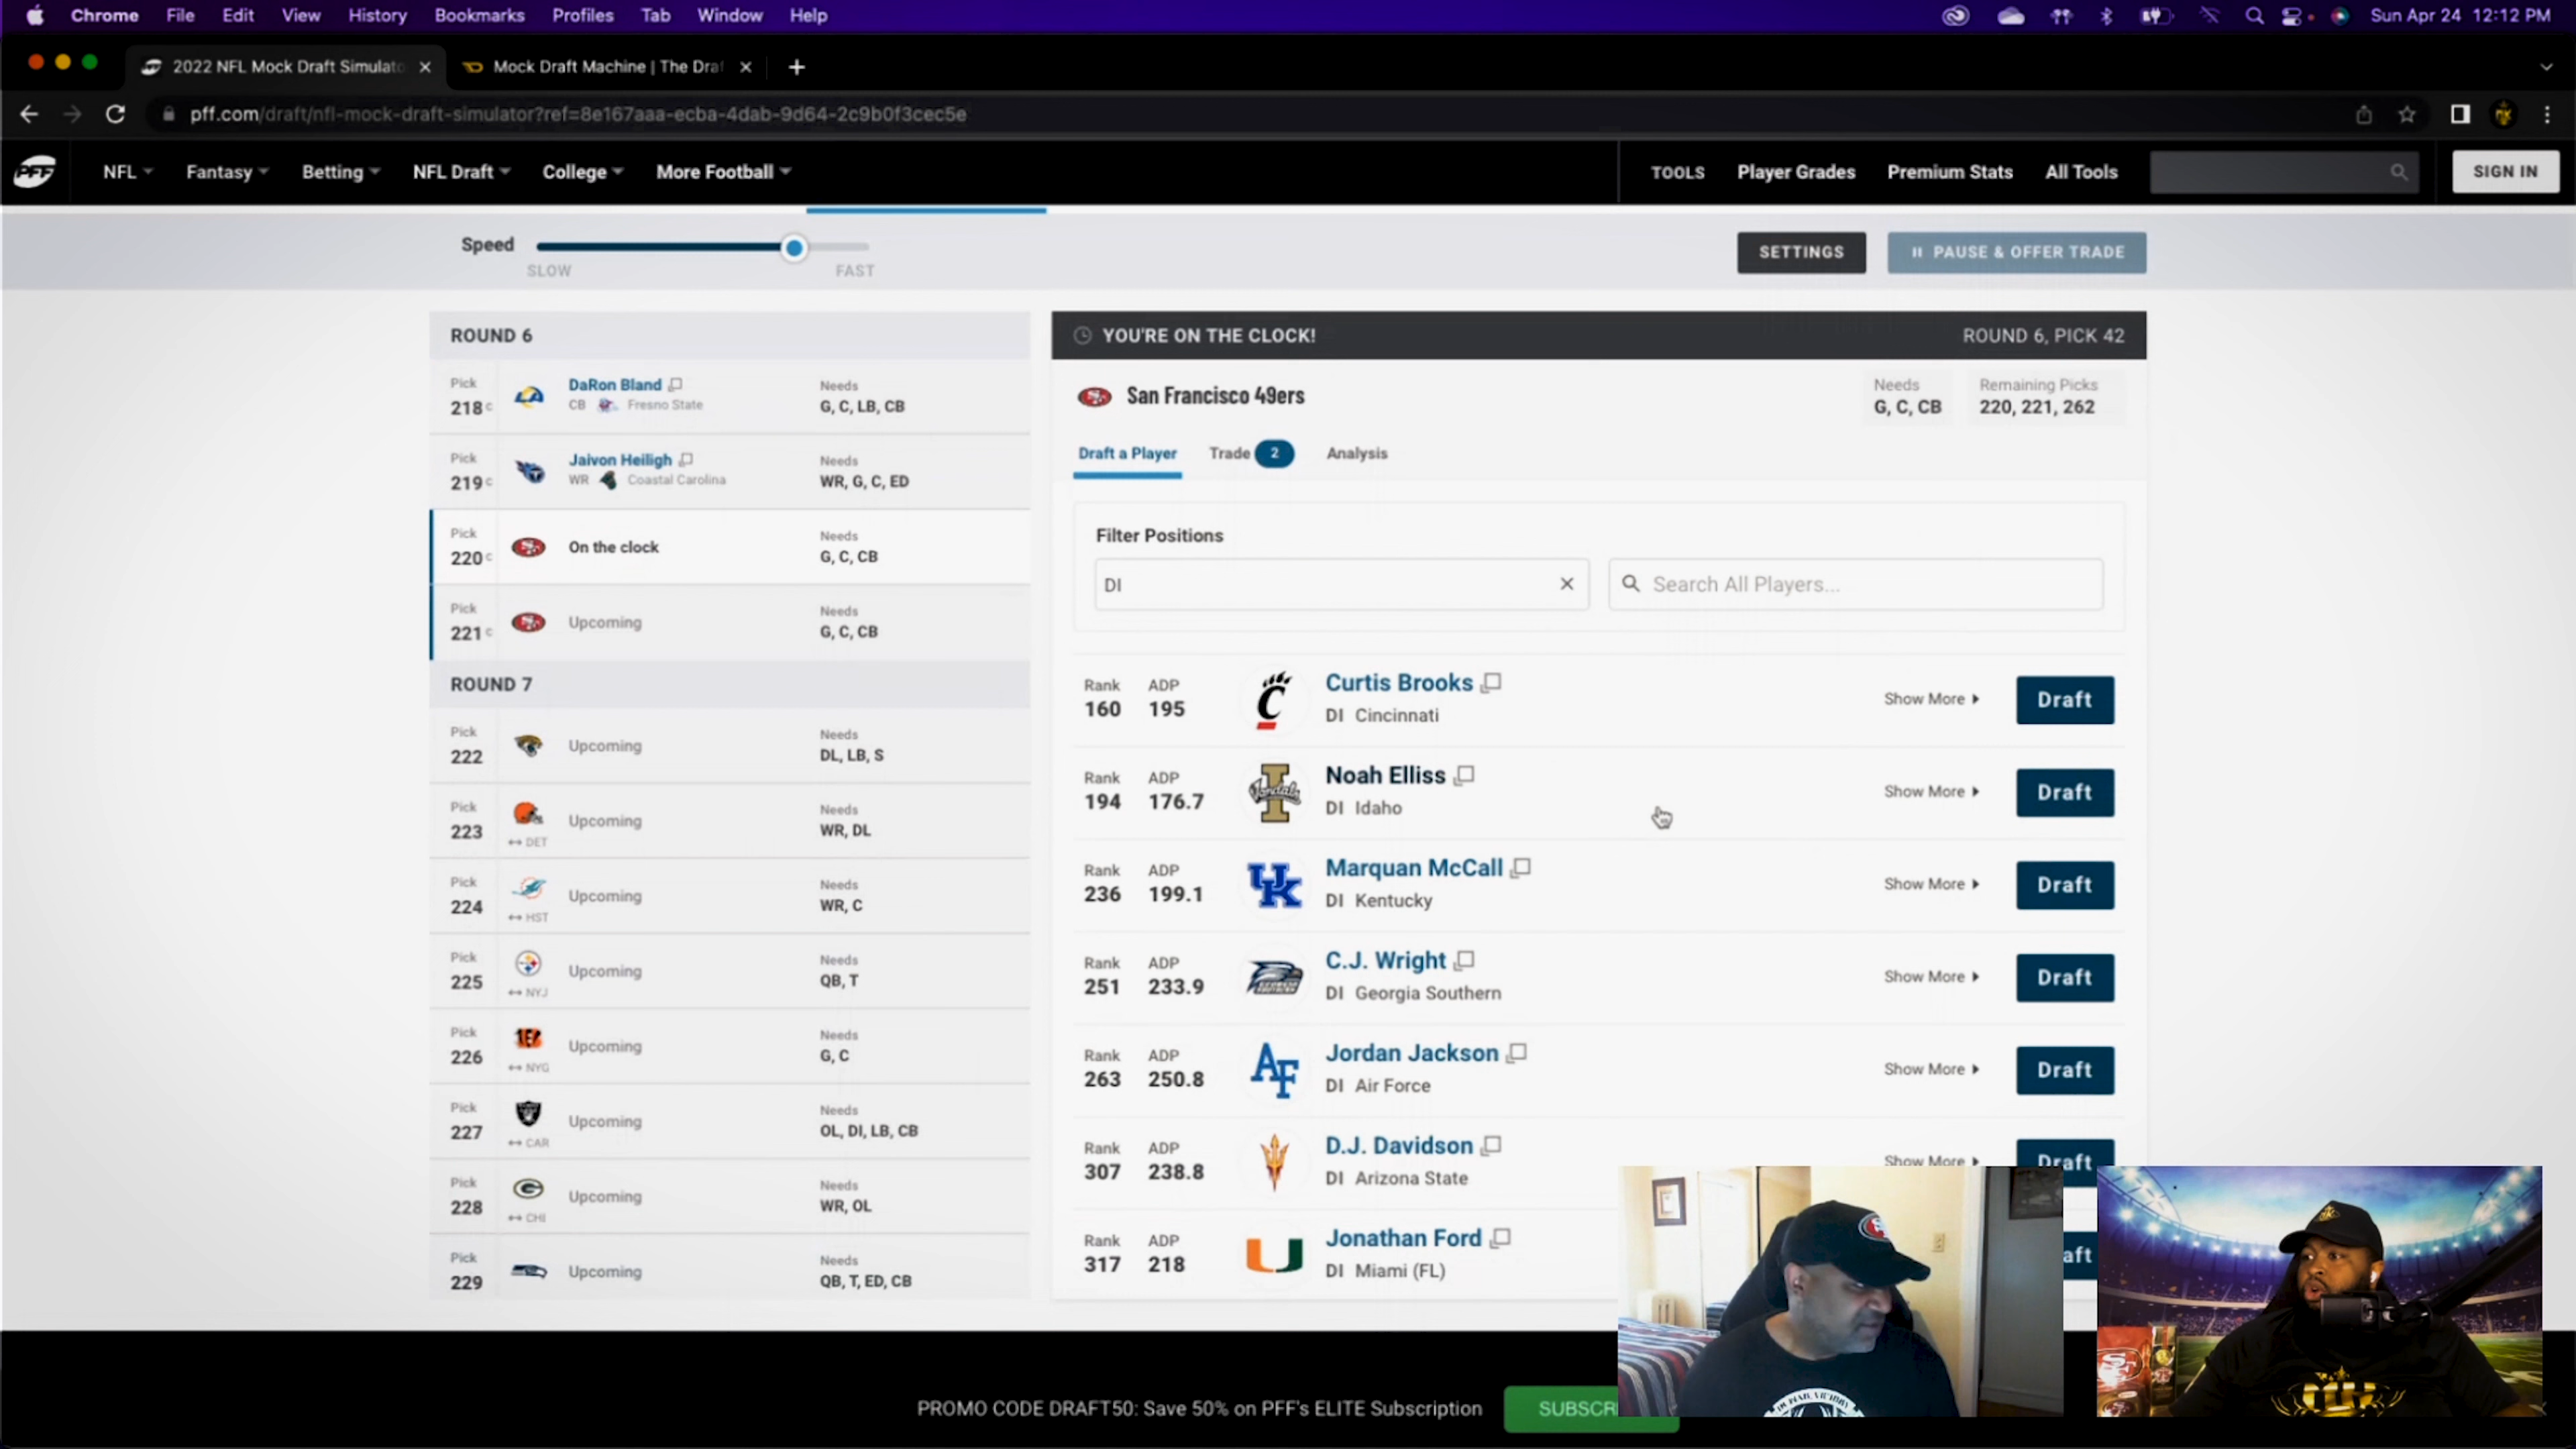 Chrome File Edit View History Bookmarks Profiles Tab Window Help
Sun Apr 24 12:12 PM
2022 NFL Mock Draft Simulato
Mock Draft Machine | The Dra
pff.com/draft/nfl-mock-draft-simulator?ref=8e167aaa-ecba-4dab-9d64-2c9b0f3cec5e
PFF NFL Fantasy Betting NFL Draft College More Football
TOOLS Player Grades Premium Stats All Tools SIGN IN
Speed
SLOW FAST
SETTINGS
PAUSE & OFFER TRADE
ROUND 6
Pick 218 c
DaRon Bland
CB Fresno State
Needs
G, C, LB, CB
Pick 219 c
Jaivon Heiligh
WR Coastal Carolina
Needs
WR, G, C, ED
Pick 220 c
On the clock
Needs
G, C, CB
Pick 221 c
Upcoming
Needs
G, C, CB
ROUND 7
Pick 222
Upcoming
Needs
DL, LB, S
Pick 223
↔ DET
Upcoming
Needs
WR, DL
Pick 224
↔ HST
Upcoming
Needs
WR, C
Pick 225
↔ NYJ
Upcoming
Needs
QB, T
Pick 226
↔ NYG
Upcoming
Needs
G, C
Pick 227
↔ CAR
Upcoming
Needs
OL, DI, LB, CB
Pick 228
↔ CHI
Upcoming
Needs
WR, OL
Pick 229
Upcoming
Needs
QB, T, ED, CB
YOU'RE ON THE CLOCK!
ROUND 6, PICK 42
San Francisco 49ers
Needs
G, C, CB
Remaining Picks
220, 221, 262
Draft a Player Trade 2 Analysis
Filter Positions
DI
Search All Players...
Rank 160 ADP 195
Curtis Brooks
DI Cincinnati
Show More
Draft
Rank 194 ADP 176.7
Noah Elliss
DI Idaho
Show More
Draft
Rank 236 ADP 199.1
Marquan McCall
DI Kentucky
Show More
Draft
Rank 251 ADP 233.9
C.J. Wright
DI Georgia Southern
Show More
Draft
Rank 263 ADP 250.8
Jordan Jackson
DI Air Force
Show More
Draft
Rank 307 ADP 238.8
D.J. Davidson
DI Arizona State
Show More
Draft
Rank 317 ADP 218
Jonathan Ford
DI Miami (FL)
aft
PROMO CODE DRAFT50: Save 50% on PFF's ELITE Subscription
SUBSCR